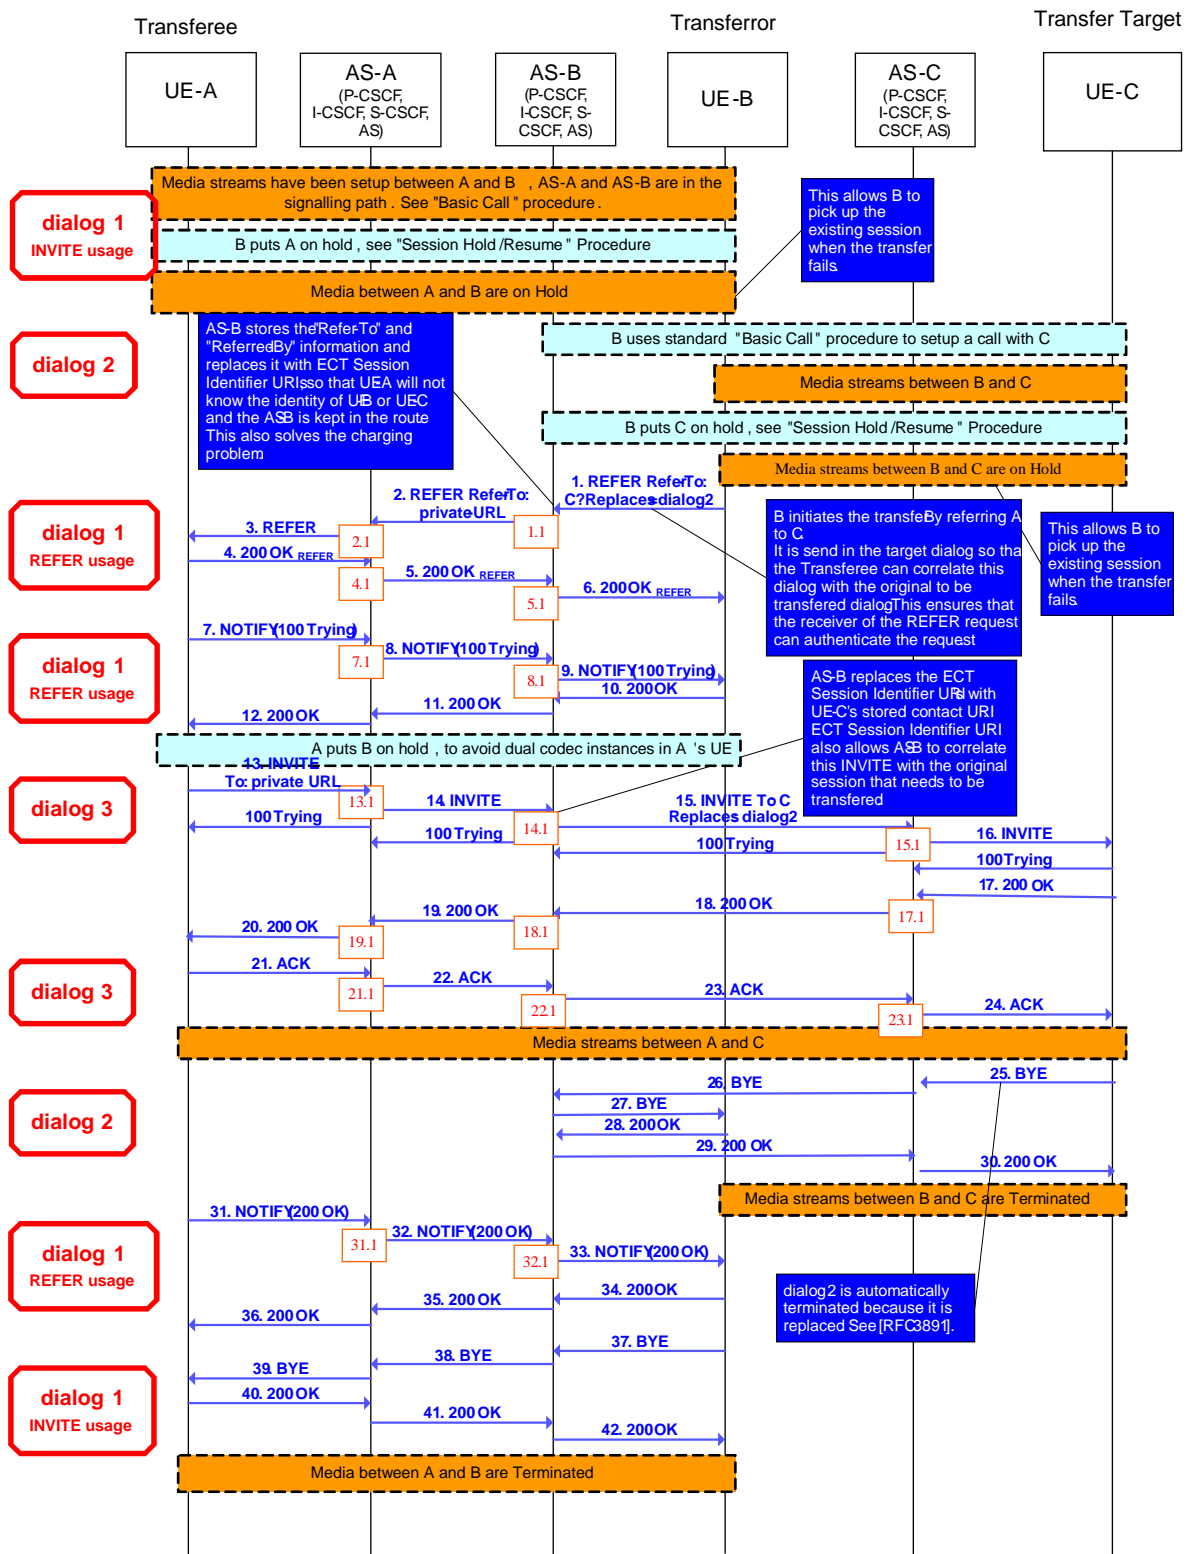 Transferee
Transferror
Transfer Target
UE-A
AS-A
(P-CSCF,
I-CSCF, S-CSCF,
AS)
AS-B
(P-CSCF,
I-CSCF, S-
CSCF, AS)
UE-B
AS-C
(P-CSCF,
I-CSCF, S-
CSCF, AS)
UE-C
Media streams have been setup between A and B , AS-A and AS-B are in the
signalling path . See "Basic Call" procedure .
dialog 1
INVITE usage
B puts A on hold , see "Session Hold /Resume " Procedure
This allows B to
pick up the
existing session
when the transfer
fails.
Media between A and B are on Hold
AS-B stores the "Refer-To" and
"Referred-By" information and
replaces it with ECT Session
Identifier URIs, so that UE-A will not
know the identity of UE-B or UE-C
and the AS-B is kept in the route.
This also solves the charging
problem.
B uses standard "Basic Call" procedure to setup a call with C
dialog 2
Media streams between B and C
B puts C on hold , see "Session Hold /Resume " Procedure
Media streams between B and C are on Hold
1. REFER Refer-To:
C?Replaces=dialog2
2. REFER Refer-To:
private-URL
1.1
3. REFER
2.1
dialog 1
REFER usage
4. 200 OK REFER
4.1
5. 200 OK REFER
5.1
6. 200 OK REFER
B initiates the transfer By referring A
to C.
It is send in the target dialog so tha
the Transferee can correlate this
dialog with the original to be
transfered dialog This ensures that
the receiver of the REFER request
can authenticate the request
This allows B to
pick up the
existing session
when the transfer
fails.
7. NOTIFY(100 Trying)
7.1
8. NOTIFY(100 Trying)
8.1
9. NOTIFY(100 Trying)
dialog 1
REFER usage
10. 200 OK
11. 200 OK
12. 200 OK
AS-B replaces the ECT
Session Identifier URIs with
UE-C's stored contact URI
ECT Session Identifier URI
also allows AS-B to correlate
this INVITE with the original
session that needs to be
transfered
A puts B on hold , to avoid dual codec instances in A 's UE
13. INVITE
To: private URL
13.1
dialog 3
14. INVITE
14.1
15. INVITE To C
Replaces dialog2
15.1
16. INVITE
100 Trying
100 Trying
100 Trying
100 Trying
17. 200 OK
17.1
18. 200 OK
18.1
19. 200 OK
19.1
20. 200 OK
21. ACK
21.1
22. ACK
22.1
23. ACK
23.1
24. ACK
dialog 3
Media streams between A and C
25. BYE
26. BYE
27. BYE
dialog 2
28. 200 OK
29. 200 OK
30. 200 OK
Media streams between B and C are Terminated
31. NOTIFY(200 OK)
31.1
32. NOTIFY(200 OK)
32.1
33. NOTIFY(200 OK)
dialog 1
REFER usage
34. 200 OK
35. 200 OK
36. 200 OK
dialog 2 is automatically
terminated because it is
replaced See [RFC3891].
37. BYE
38. BYE
39. BYE
dialog 1
INVITE usage
40. 200 OK
41. 200 OK
42. 200 OK
Media between A and B are Terminated